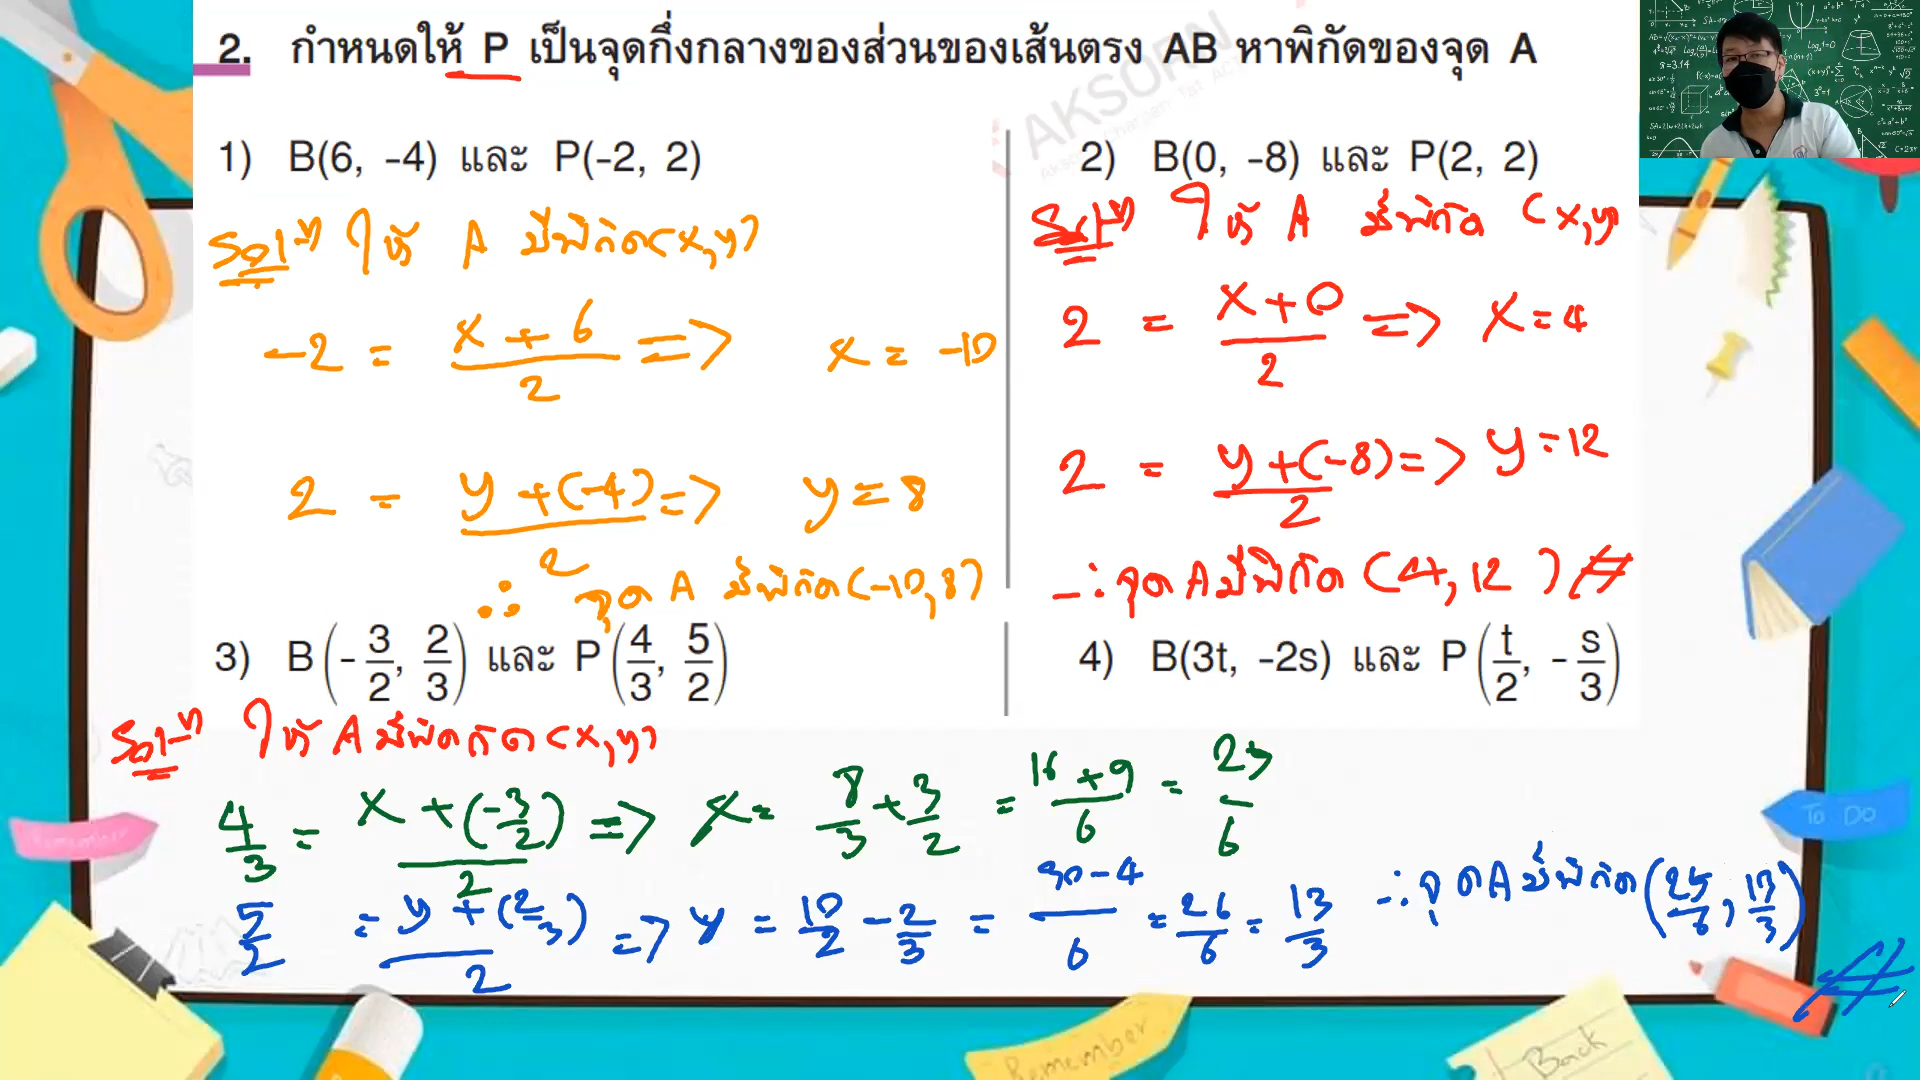 2. กำหนดให้ P เป็นจุดกึ่งกลางของส่วนของเส้นตรง AB หาพิกัดของจุด A
AKSORN
1) B(6, -4) และ P(-2, 2)
Sol^n ให้ A มีพิกัด (x,y)
-2 = (x + 6)/2 => x = -10
2 = (y + (-4))/2 => y = 8
∴ จุด A มีพิกัด (-10, 8)
2) B(0, -8) และ P(2, 2)
Sol^n ให้ A มีพิกัด (x,y)
2 = (x + 0)/2 => x = 4
2 = (y + (-8))/2 => y = 12
∴ จุด A มีพิกัด (4, 12) #
3) B(-3/2, 2/3) และ P(4/3, 5/2)
4) B(3t, -2s) และ P(t/2, -s/3)
Sol^n ให้ A มีพิกัด (x,y)
4/3 = (x + (-3/2))/2 => x = 8/3 + 3/2 = (16 + 9)/6 = 25/6
5/2 = (y + (2/3))/2 => y = 10/2 - 2/3 = (30 - 4)/6 = 26/6 = 13/3
∴ จุด A มีพิกัด (25/6, 13/3) #
Remember
TO DO
Remember
Back